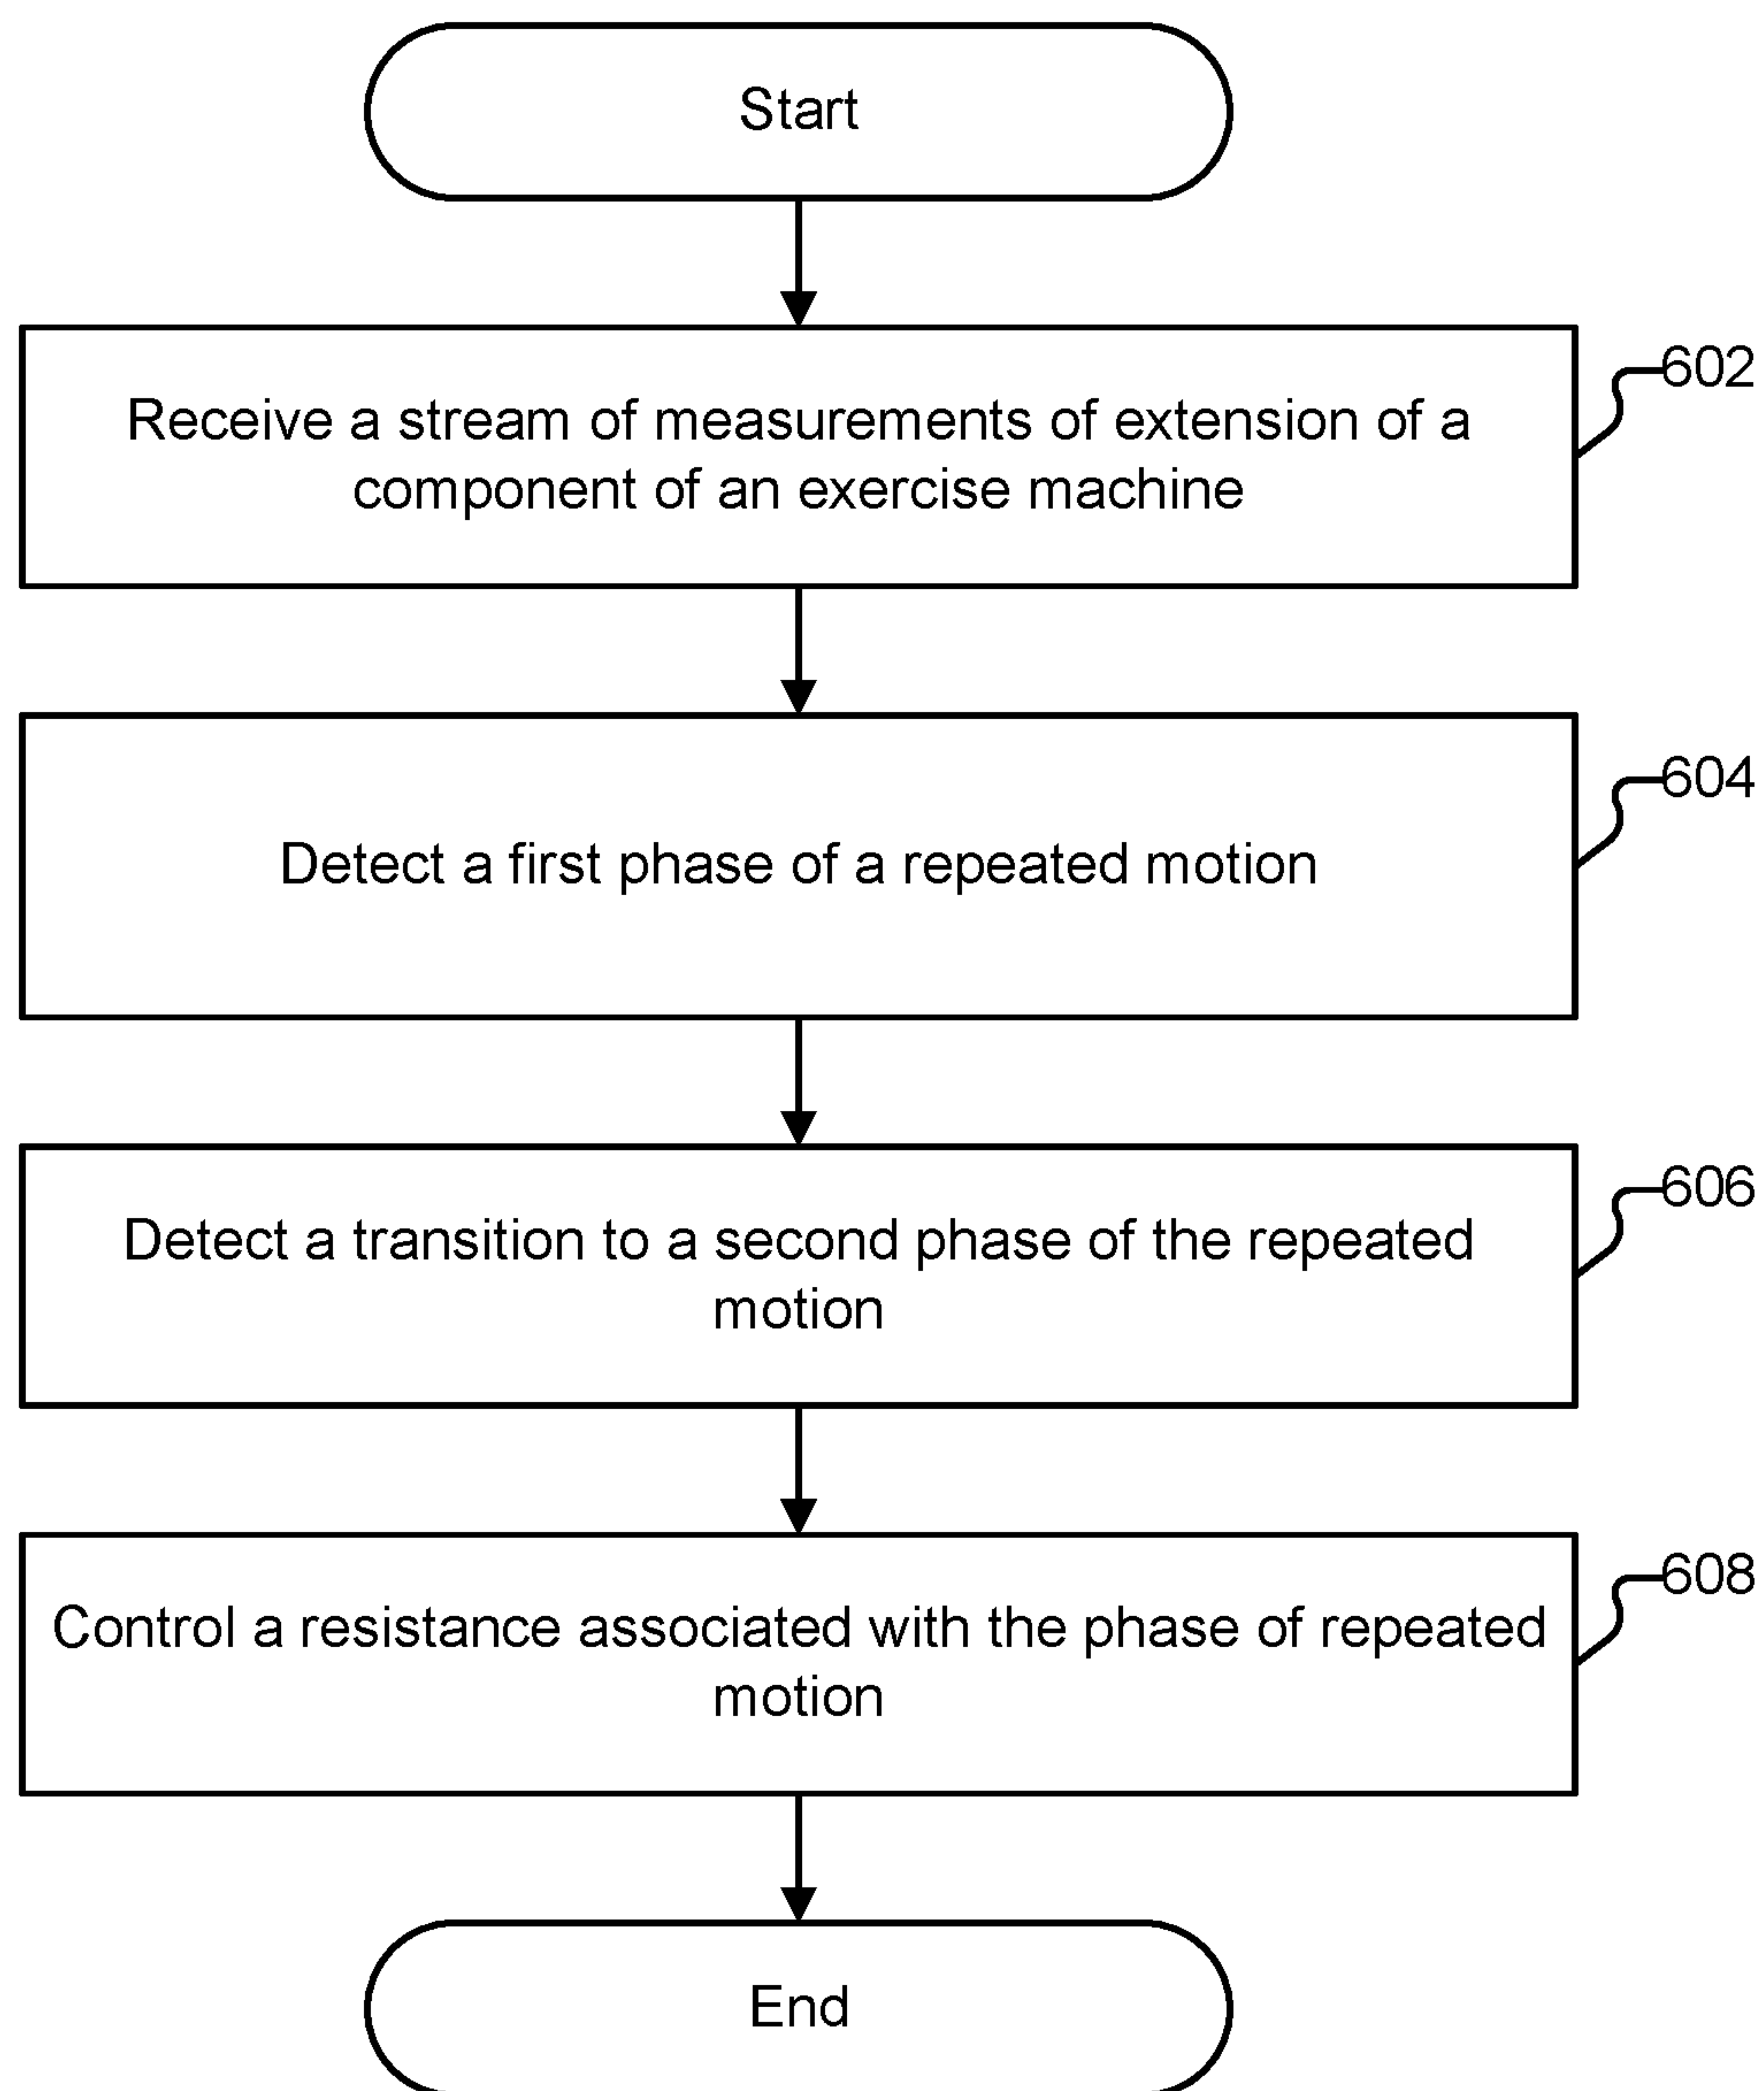 Start
Receive a stream of measurements of extension of a
component of an exercise machine
602
Detect a first phase of a repeated motion
604
Detect a transition to a second phase of the repeated
motion
606
Control a resistance associated with the phase of repeated
motion
608
End